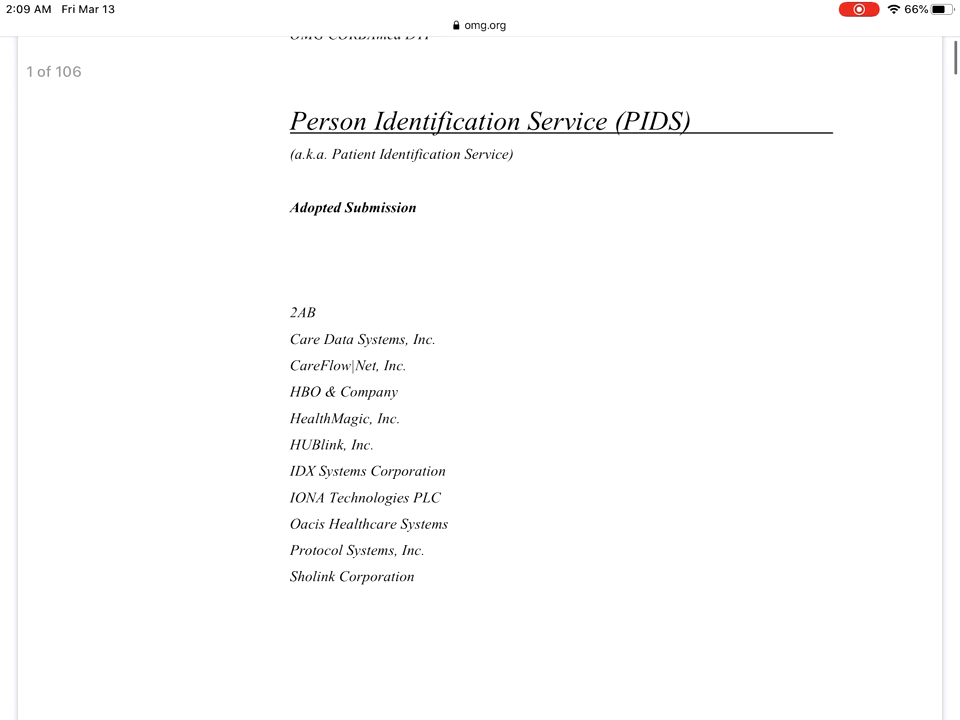 2:09 AM Fri Mar 13
66%
omg.org
1 of 106
Person Identification Service (PIDS)
(a.k.a. Patient Identification Service)
Adopted Submission
2AB
Care Data Systems, Inc.
CareFlow|Net, Inc.
HBO & Company
HealthMagic, Inc.
HUBlink, Inc.
IDX Systems Corporation
IONA Technologies PLC
Oacis Healthcare Systems
Protocol Systems, Inc.
Sholink Corporation